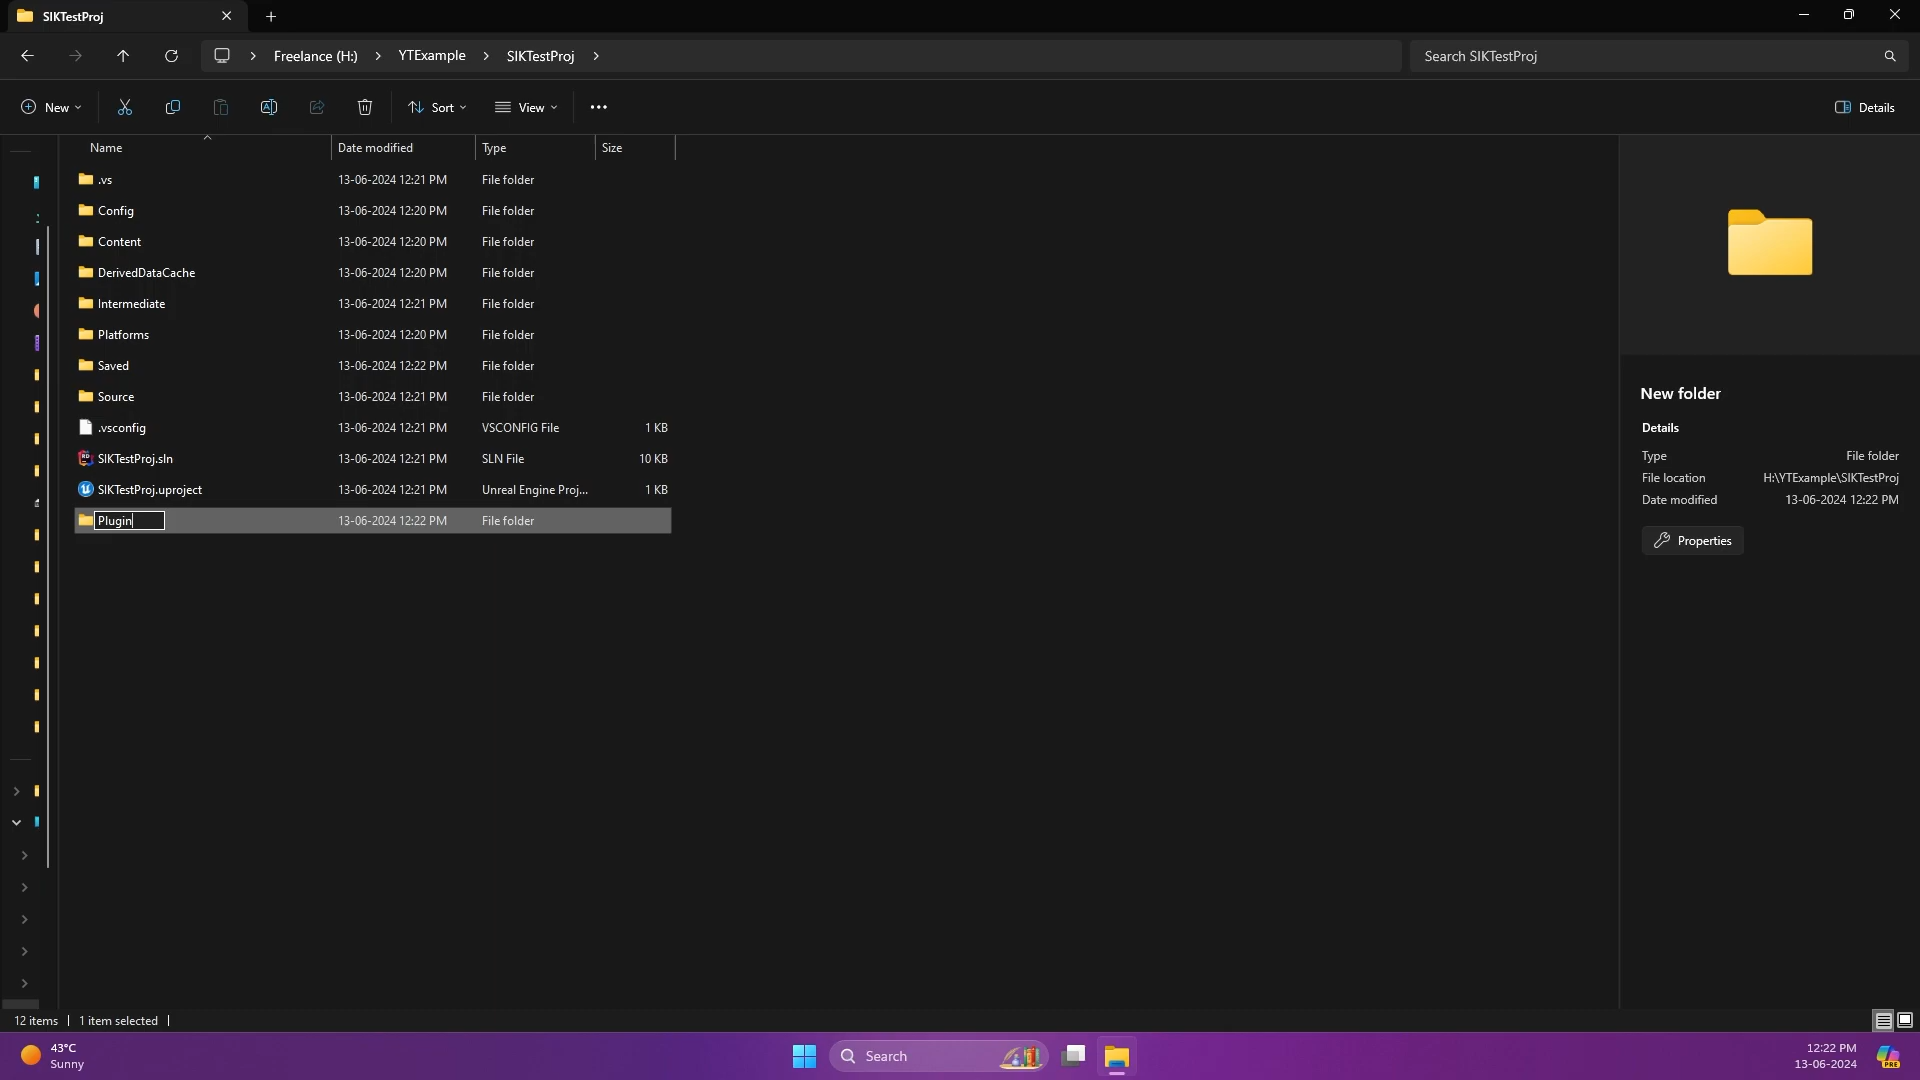 SIKTestProj
Freelance (H:) YTExample SIKTestProj
Search SIKTestProj
New Sort View Details
Name Date modified Type Size
.vs 13-06-2024 12:21 PM File folder
Config 13-06-2024 12:20 PM File folder
Content 13-06-2024 12:20 PM File folder
DerivedDataCache 13-06-2024 12:20 PM File folder
Intermediate 13-06-2024 12:21 PM File folder
Platforms 13-06-2024 12:20 PM File folder
Saved 13-06-2024 12:22 PM File folder
Source 13-06-2024 12:21 PM File folder
.vsconfig 13-06-2024 12:21 PM VSCONFIG File 1 KB
SIKTestProj.sln 13-06-2024 12:21 PM SLN File 10 KB
SIKTestProj.uproject 13-06-2024 12:21 PM Unreal Engine Proj... 1 KB
Plugin 13-06-2024 12:22 PM File folder
New folder
Details
Type File folder
File location H:\YTExample\SIKTestProj
Date modified 13-06-2024 12:22 PM
Properties
12 items 1 item selected
43°C
Sunny
Search
12:22 PM
13-06-2024
PRE